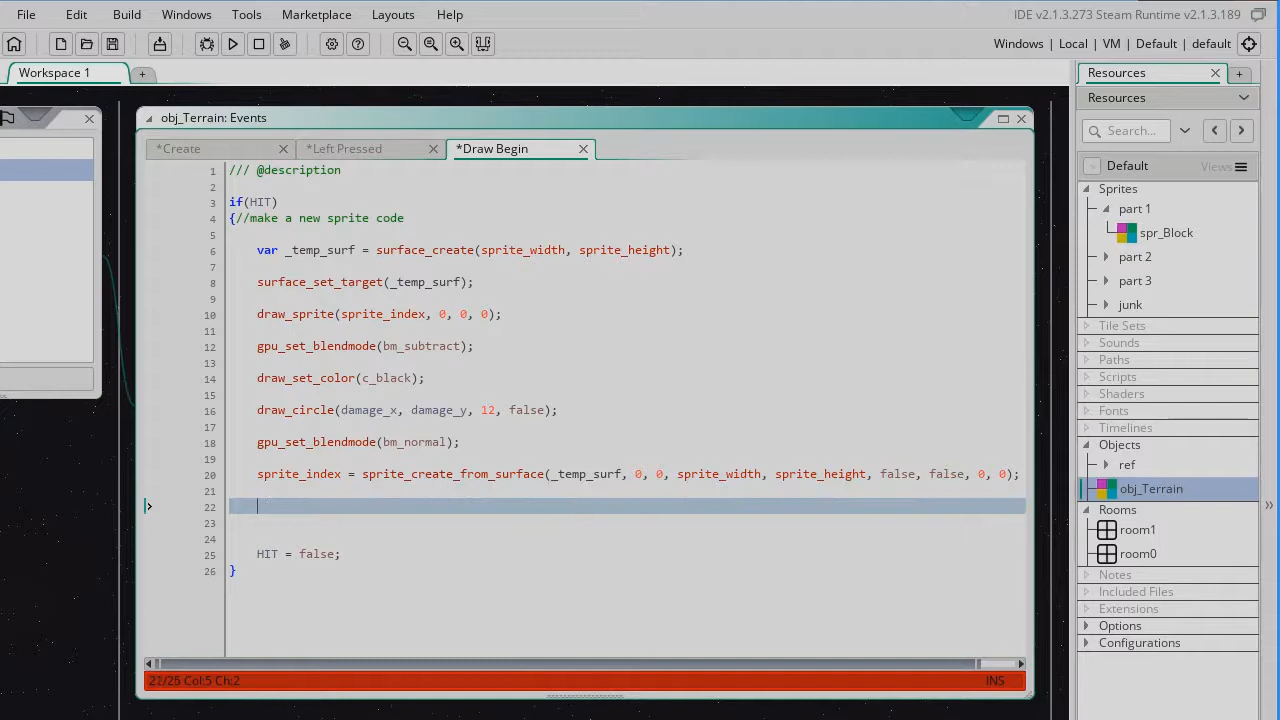 File Edit Build Windows Tools Marketplace Layouts Help IDE v2.1.3.273 Steam Runtime v2.1.3.189
Windows | Local | VM | Default | default
Workspace 1 +
Resources +
Resources
Search...
Default Views
Sprites
part 1
spr_Block
part 2
part 3
junk
Tile Sets
Sounds
Paths
Scripts
Shaders
Fonts
Timelines
Objects
ref
obj_Terrain
Rooms
room1
room0
Notes
Included Files
Extensions
Options
Configurations
obj_Terrain: Events
*Create *Left Pressed *Draw Begin
1 /// @description
2
3 if(HIT)
4 {//make a new sprite code
5
6 var _temp_surf = surface_create(sprite_width, sprite_height);
7
8 surface_set_target(_temp_surf);
9
10 draw_sprite(sprite_index, 0, 0, 0);
11
12 gpu_set_blendmode(bm_subtract);
13
14 draw_set_color(c_black);
15
16 draw_circle(damage_x, damage_y, 12, false);
17
18 gpu_set_blendmode(bm_normal);
19
20 sprite_index = sprite_create_from_surface(_temp_surf, 0, 0, sprite_width, sprite_height, false, false, 0, 0);
21
22
23
24
25 HIT = false;
26 }
Col:5 Ch:2 INS